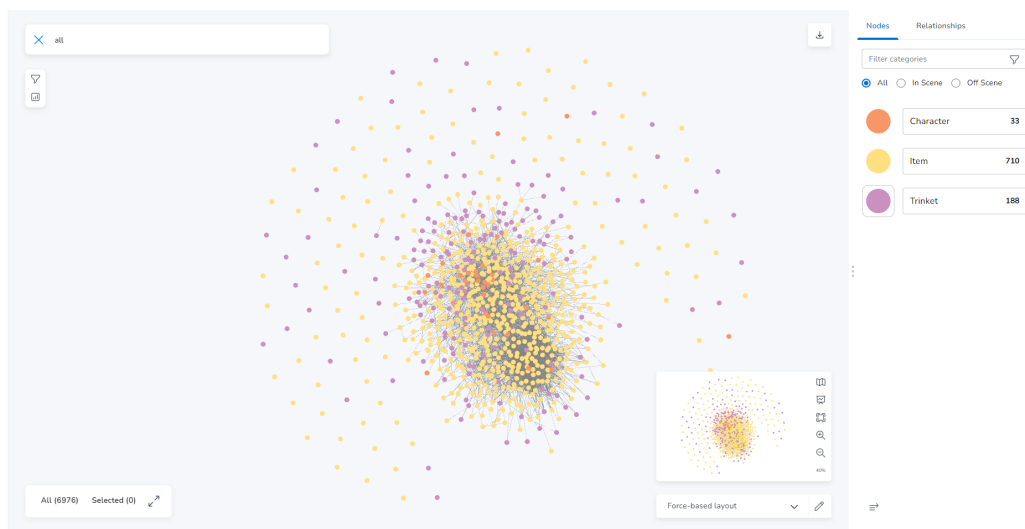 all
Nodes
Relationships
Filter categories
All
In Scene
Off Scene
Character
33
Item
710
Trinket
188
40%
All (6976)
Selected (0)
Force-based layout